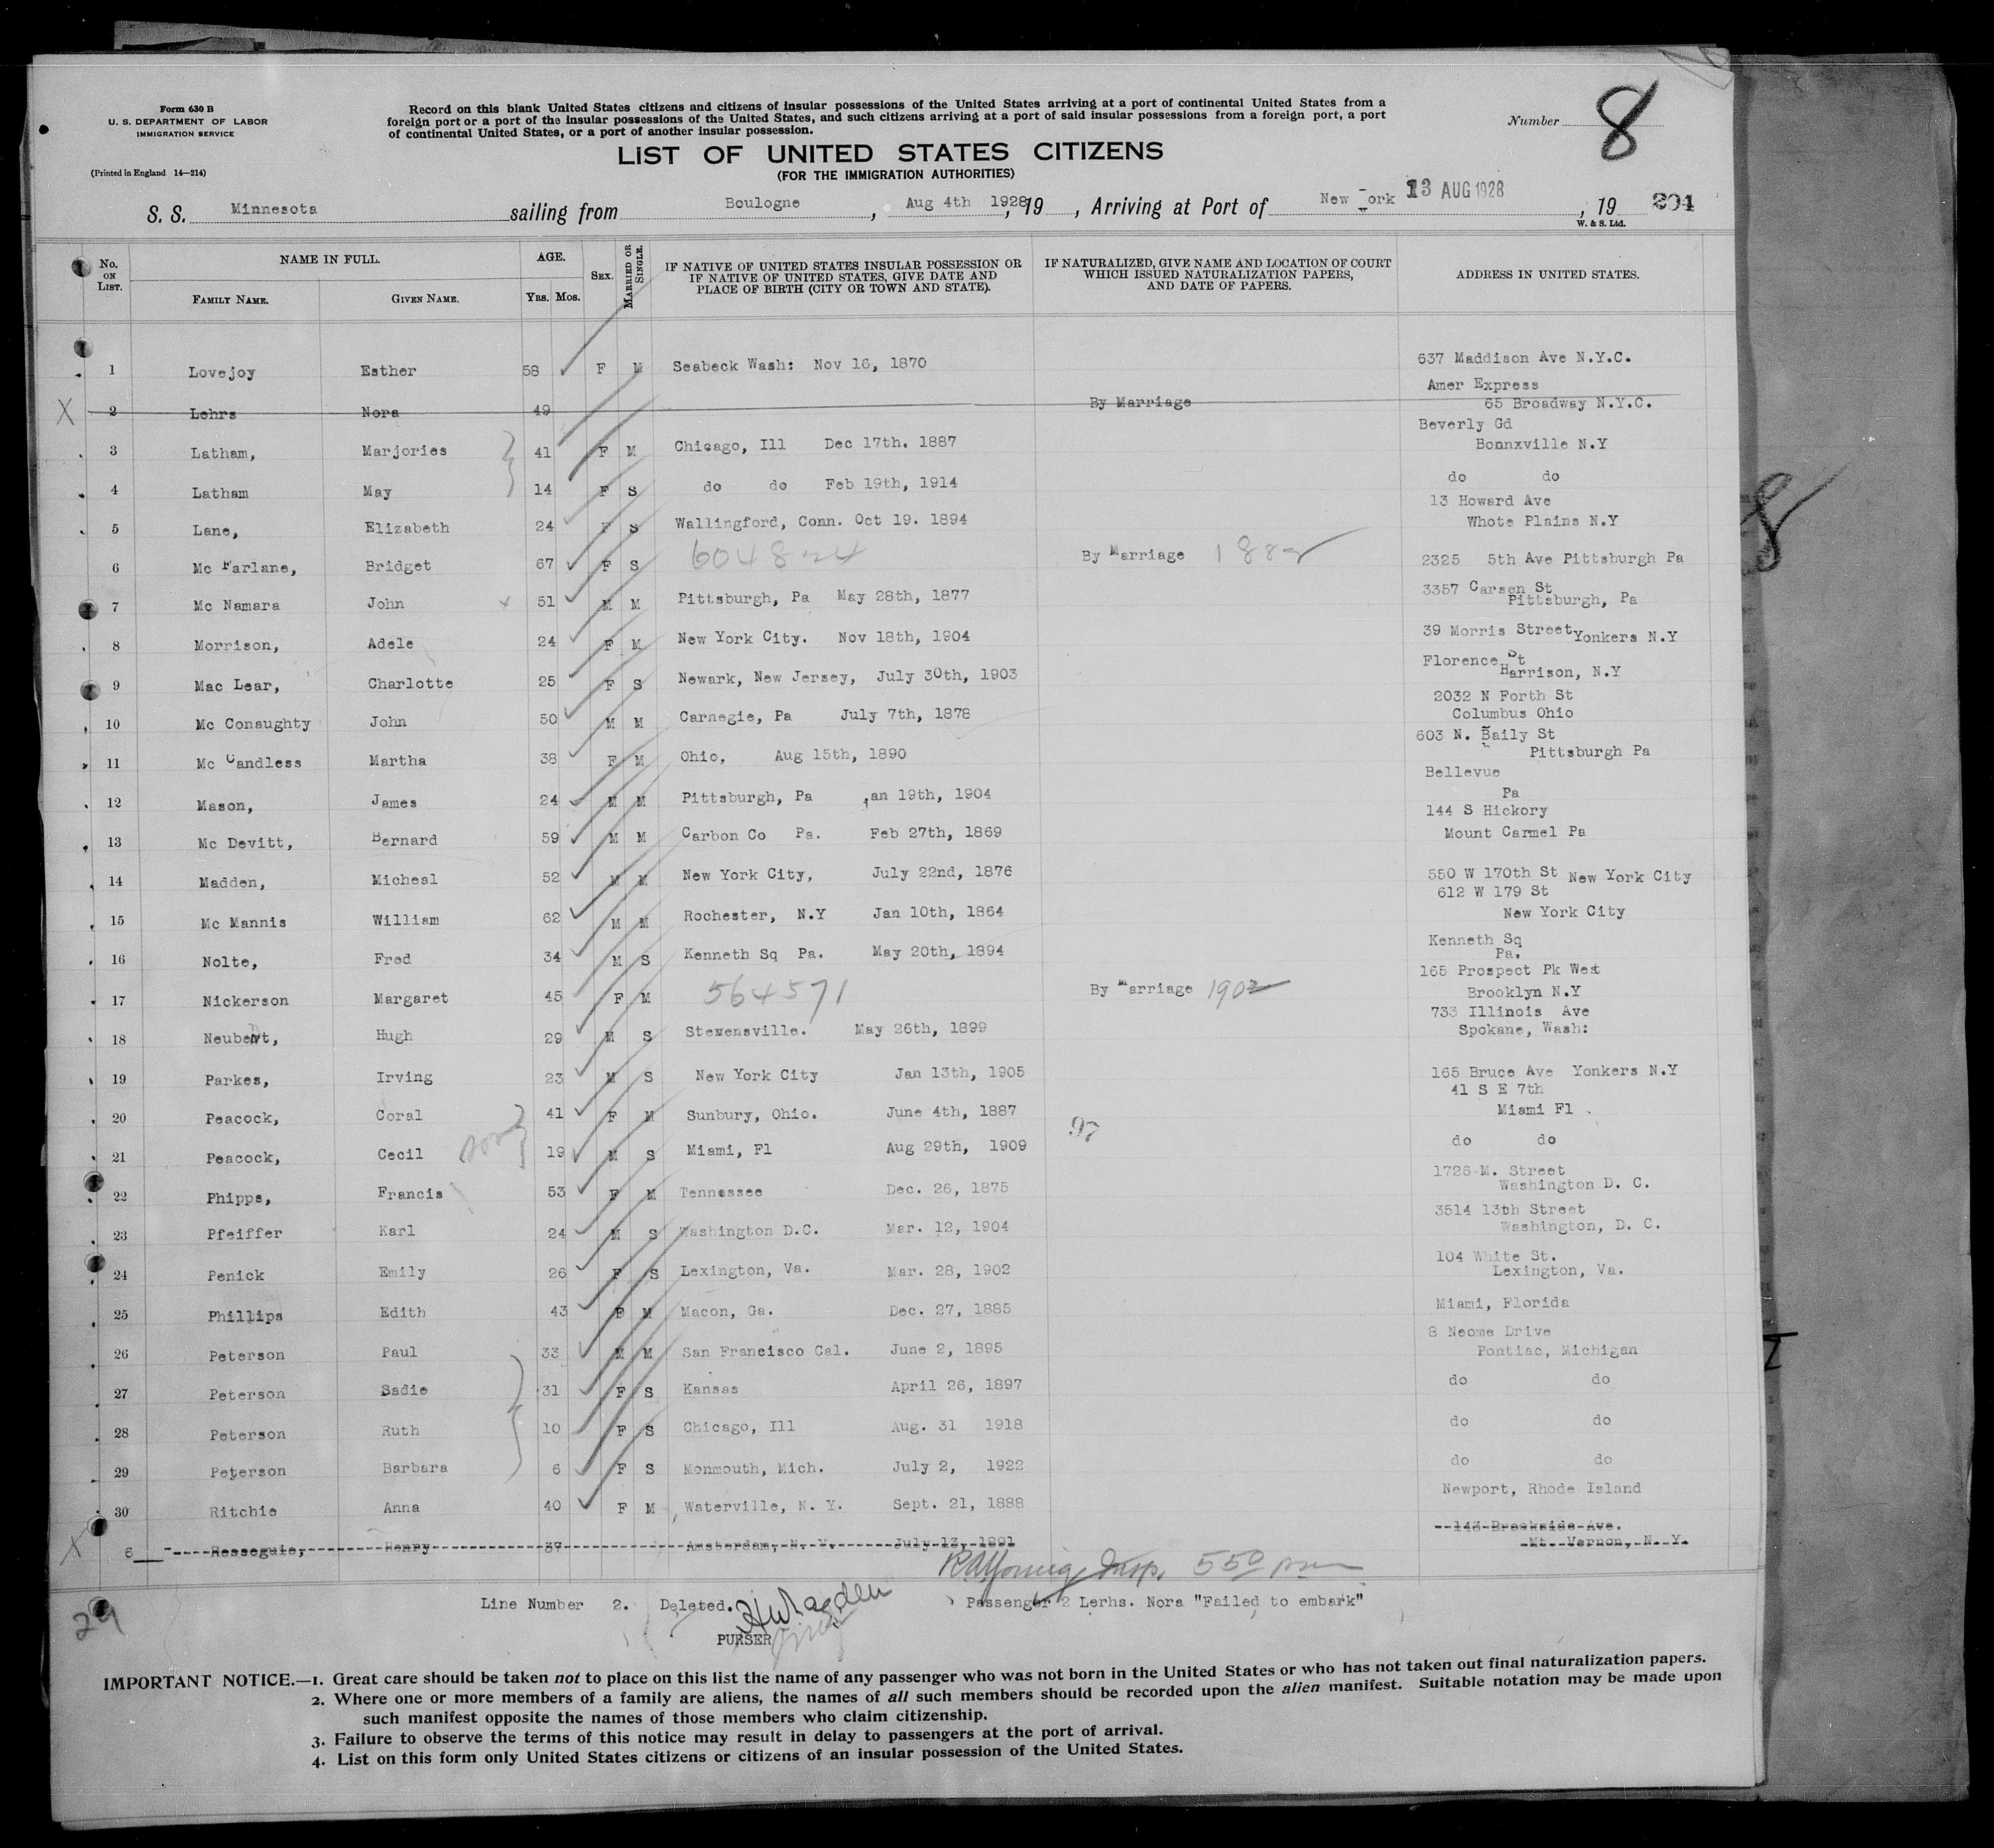 Form 630 B
U. S. DEPARTMENT OF LABOR
IMMIGRATION SERVICE
(Printed in England 14—214)
Record on this blank United States citizens and citizens of insular possessions of the United States arriving at a port of continental United States from a
foreign port or a port of the insular possessions of the United States, and such citizens arriving at a port of said insular possessions from a foreign port, a port
of continental United States, or a port of another insular possession.
Number 8
LIST OF UNITED STATES CITIZENS
(FOR THE IMMIGRATION AUTHORITIES)
S. S. Minnesota sailing from Boulogne , Aug 4th 1928, 19 , Arriving at Port of New York 13 AUG 1928 , 19 204
W. & S. Ltd.
No. ON LIST. NAME IN FULL. FAMILY NAME. GIVEN NAME. AGE. YRS. MOS. SEX. MARRIED OR SINGLE. IF NATIVE OF UNITED STATES INSULAR POSSESSION OR IF NATIVE OF UNITED STATES, GIVE DATE AND PLACE OF BIRTH (CITY OR TOWN AND STATE). IF NATURALIZED, GIVE NAME AND LOCATION OF COURT WHICH ISSUED NATURALIZATION PAPERS, AND DATE OF PAPERS. ADDRESS IN UNITED STATES.
1 Lovejoy Esther 58 F M Seabeck Wash: Nov 16, 1870 637 Maddison Ave N.Y.C.
X 2 Lehrs Nora 49 By Marriage Amer Express 65 Broadway N.Y.C.
3 Latham, Marjories 41 F M Chicago, Ill Dec 17th. 1887 Beverly Gd Bonnxville N.Y
4 Latham May 14 F S do do Feb 19th, 1914 do do
5 Lane, Elizabeth 24 F S Wallingford, Conn. Oct 19. 1894 13 Howard Ave Whote Plains N.Y
6 Mc Farlane, Bridget 67 F S 604824 By Marriage 2325 5th Ave Pittsburgh Pa
7 Mc Namara John x 51 M M Pittsburgh, Pa May 28th, 1877 3357 Carsen St Pittsburgh, Pa
8 Morrison, Adele 24 F M New York City. Nov 18th, 1904 39 Morris Street Yonkers N.Y
9 Mac Lear, Charlotte 25 F S Newark, New Jersey, July 30th, 1903 Florence St Harrison, N.Y
10 Mc Conaughty John 50 M M Carnegie, Pa July 7th, 1878 2032 N Forth St Columbus Ohio
11 Mc Candless Martha 38 F M Ohio, Aug 15th, 1890 603 N. Baily St Pittsburgh Pa
12 Mason, James 24 M M Pittsburgh, Pa Jan 19th, 1904 Bellevue Pa
13 Mc Devitt, Bernard 59 M M Carbon Co Pa. Feb 27th, 1869 144 S Hickory Mount Carmel Pa
14 Madden, Micheal 52 M M New York City, July 22nd, 1876 550 W 170th St New York City
15 Mc Mannis William 62 M M Rochester, N.Y Jan 10th, 1864 612 W 179 St New York City
16 Nolte, Fred 34 M S Kenneth Sq Pa. May 20th, 1894 Kenneth Sq Pa.
17 Nickerson Margaret 45 F M 564571 By Marriage 1902 165 Prospect Pk West Brooklyn N.Y
18 Neubert, Hugh 29 M S Stevensville. May 26th, 1899 733 Illinois Ave Spokane, Wash:
19 Parkes, Irving 23 M S New York City Jan 13th, 1905 165 Bruce Ave Yonkers N.Y
20 Peacock, Coral 41 F M Sunbury, Ohio. June 4th, 1887 41 S E 7th Miami Fl .
21 Peacock, Cecil 19 M S Miami, Fl Aug 29th, 1909 do do
22 Phipps, Francis 53 F M Tennessee Dec. 26, 1875 1726 M. Street Washington D. C.
23 Pfeiffer Karl 24 M S Washington D.C. Mar. 12, 1904 3514 13th Street Washington, D. C.
24 Penick Emily 26 F S Lexington, Va. Mar. 28, 1902 104 White St. Lexington, Va.
25 Phillips Edith 43 F M Macon, Ga. Dec. 27, 1885 Miami, Florida
26 Peterson Paul 33 M M San Francisco Cal. June 2, 1895 8 Neome Drive Pontiac, Michigan
27 Peterson Sadie 31 F S Kansas April 26, 1897 do do
28 Peterson Ruth 10 F S Chicago, Ill Aug. 31 1918 do do
29 Peterson Barbara 6 F S Monmouth, Mich. July 2, 1922 do do
30 Ritchie Anna 40 F M Waterville, N. Y. Sept. 21, 1888 Newport, Rhode Island
X 6 Resseguie, Henry 37 Amsterdam, N. Y. July 13, 1891 143 Brookside Ave. Mt. Vernon, N. Y.
Insp. 550 pm
29
Line Number 2. Deleted. Passenger 2 Lerhs. Nora "Failed to embark"
PURSER
IMPORTANT NOTICE.—1. Great care should be taken not to place on this list the name of any passenger who was not born in the United States or who has not taken out final naturalization papers.
2. Where one or more members of a family are aliens, the names of all such members should be recorded upon the alien manifest. Suitable notation may be made upon
such manifest opposite the names of those members who claim citizenship.
3. Failure to observe the terms of this notice may result in delay to passengers at the port of arrival.
4. List on this form only United States citizens or citizens of an insular possession of the United States.